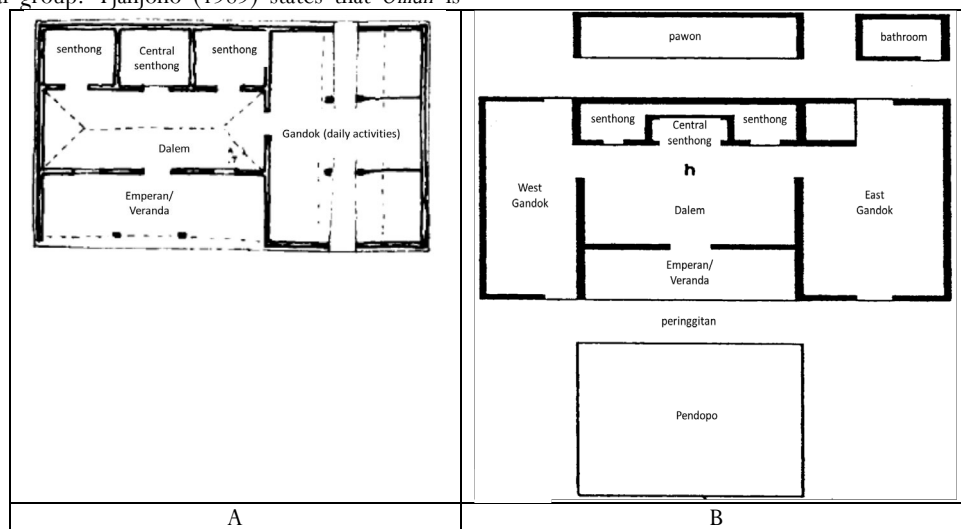 group. Tjahjono (1989) states that Umah is
senthong
Central
senthong
senthong
Gandok (daily activities)
Dalem
Emperan/
Veranda
A
pawon
bathroom
senthong
Central
senthong
senthong
West
Gandok
Dalem
East
Gandok
Emperan/
Veranda
peringgitan
Pendopo
B